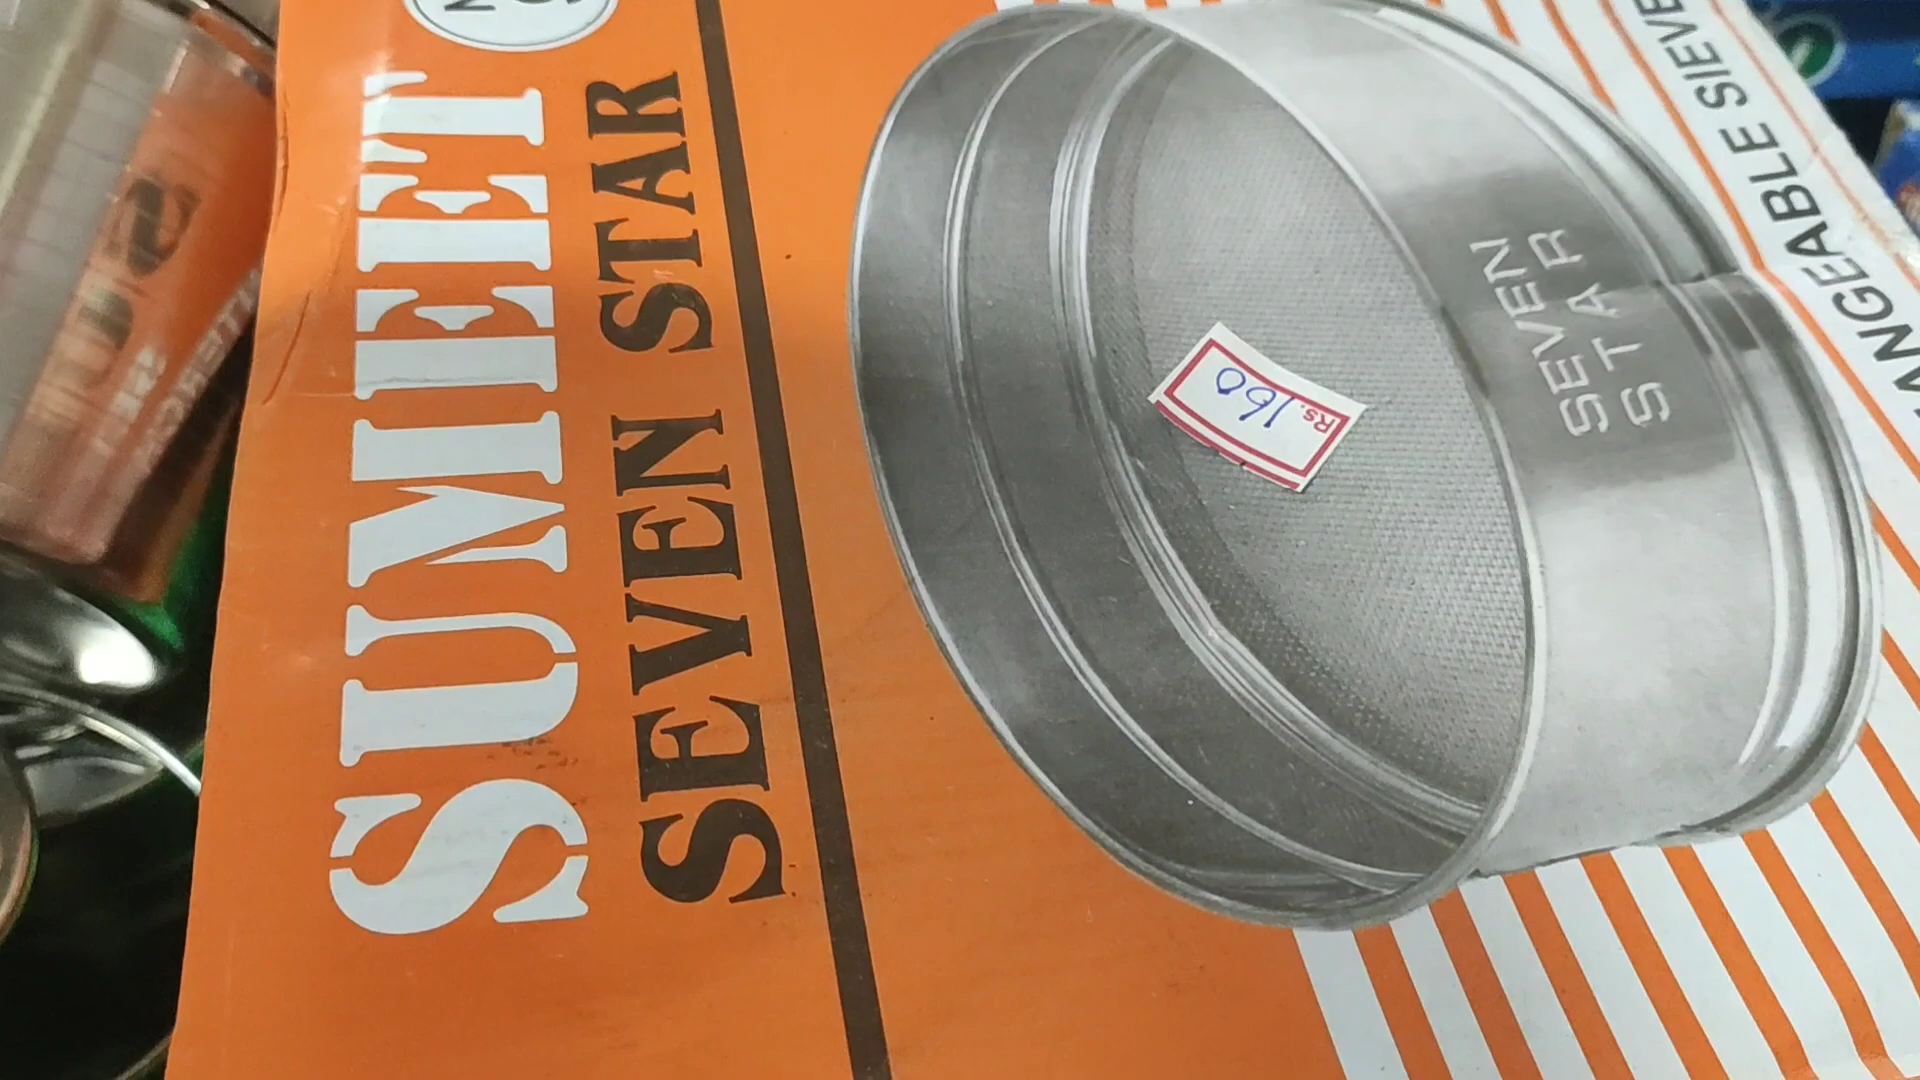 SUMEET
SEVEN STAR
SEVEN
STAR
Rs. 160
ANGEABLE SIEVE